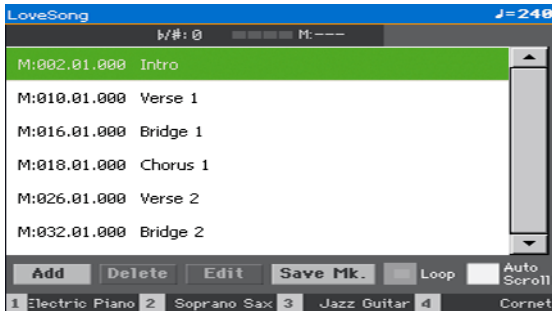 LoveSong ♩=240
b/#: 0 M:---
M:002.01.000 Intro
M:010.01.000 Verse 1
M:016.01.000 Bridge 1
M:018.01.000 Chorus 1
M:026.01.000 Verse 2
M:032.01.000 Bridge 2
Add Delete Edit Save Mk. Loop Auto Scroll
1 Electric Piano 2 Soprano Sax 3 Jazz Guitar 4 Cornet